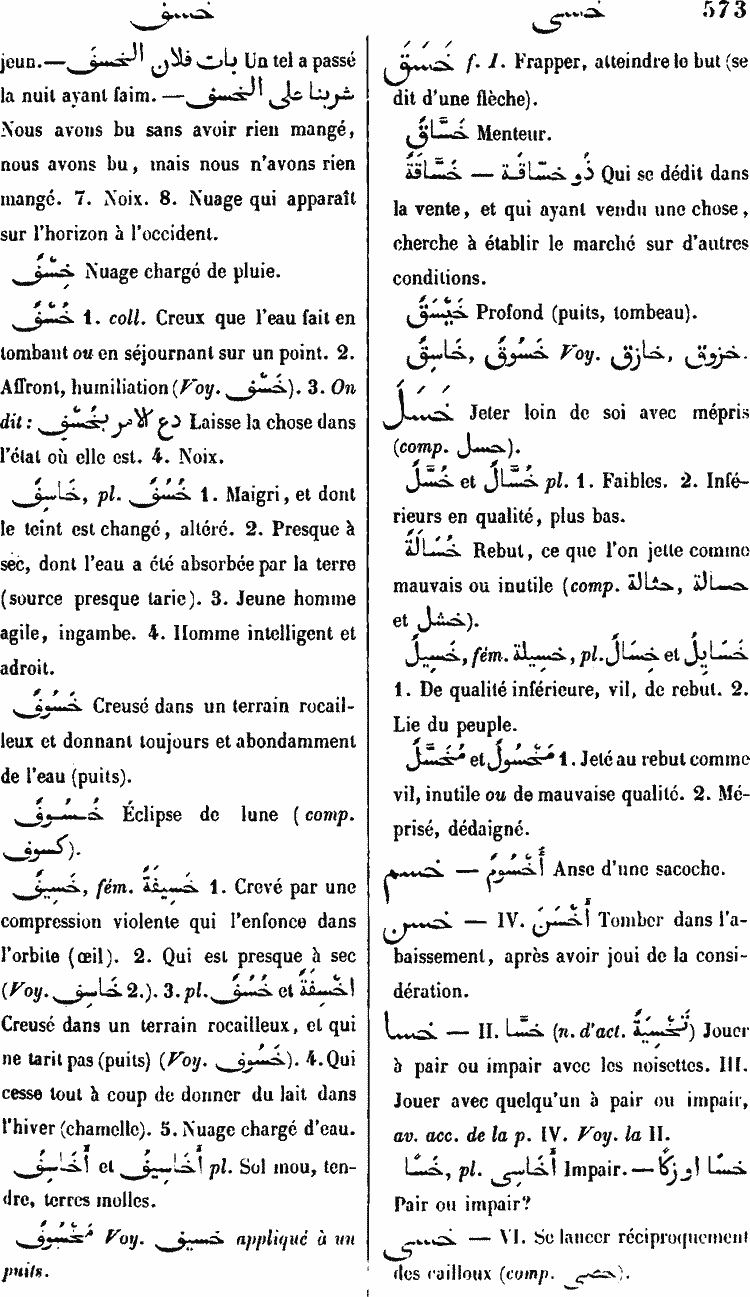 خسق
خسى
573
jeun.—بات فلان الخسف Un tel a passé
la nuit ayant faim. —شربنا على الخسف
Nous avons bu sans avoir rien mangé,
nous avons bu, mais nous n'avons rien
mangé. 7. Noix. 8. Nuage qui apparaît
sur l'horizon à l'occident.
خِسْفٌ Nuage chargé de pluie.
خُسْفٌ 1. coll. Creux que l'eau fait en
tombant ou en séjournant sur un point. 2.
Affront, humiliation (Voy. خَسْف). 3. On
dit : دع الامر بخُسْفٍ Laisse la chose dans
l'état où elle est. 4. Noix.
خَاسِفٌ, pl. خُسُفٌ 1. Maigri, et dont
le teint est changé, altéré. 2. Presque à
sec, dont l'eau a été absorbée par la terre
(source presque tarie). 3. Jeune homme
agile, ingambe. 4. Homme intelligent et
adroit.
خَسُوفٌ Creusé dans un terrain rocail-
leux et donnant toujours et abondamment
de l'eau (puits).
خُسُوفٌ Éclipse de lune (comp.
كسوف).
خَسِيفٌ, fém. خَسِيفَةٌ 1. Crevé par une
compression violente qui l'enfonce dans
l'orbite (œil). 2. Qui est presque à sec
(Voy. خَاسِف 2.). 3. pl. خُسُفٌ et اخْسِفَةٌ
Creusé dans un terrain rocailleux, et qui
ne tarit pas (puits) (Voy. خَسُوف). 4. Qui
cesse tout à coup de donner du lait dans
l'hiver (chamelle). 5. Nuage chargé d'eau.
أَخَاسِيفُ et أَخَاسِفُ pl. Sol mou, ten-
dre, terres molles.
مَخْسُوفٌ Voy. خسيف appliqué à un
puits.
خَسَقَ f. I. Frapper, atteindre le but (se
dit d'une flèche).
خَسَّاقٌ Menteur.
خَسَّاقَةٌ — ذُو خسّاقة Qui se dédit dans
la vente, et qui ayant vendu une chose,
cherche à établir le marché sur d'autres
conditions.
خَيْسَقٌ Profond (puits, tombeau).
خَاسِقٌ, خَسُوقٌ Voy. خازق, خزوق.
خَسَلَ Jeter loin de soi avec mépris
(comp. حسل).
خُسَّلٌ et خُسَّالٌ pl. 1. Faibles. 2. Infé-
rieurs en qualité, plus bas.
خُسَالَةٌ Rebut, ce que l'on jette comme
mauvais ou inutile (comp. حثالة, حسالة
et خشل).
خَسِيلٌ, fém. خسيلة, pl. خِسَالٌ et خَسَايِلُ
1. De qualité inférieure, vil, de rebut. 2.
Lie du peuple.
مُخَسَّلٌ et مَخْسُولٌ 1. Jeté au rebut comme
vil, inutile ou de mauvaise qualité. 2. Mé-
prisé, dédaigné.
خسم — أُخْسُومٌ Anse d'une sacoche.
خسن — IV. أَخْسَنَ Tomber dans l'a-
baissement, après avoir joui de la consi-
dération.
خسا — II. خَسَّا (n. d'act. تَخْسِيَةٌ) Jouer
à pair ou impair avec les noisettes. III.
Jouer avec quelqu'un à pair ou impair,
av. acc. de la p. IV. Voy. la II.
خَسًا, pl. أَخَاسِى Impair. — خسًا او زكًا
Pair ou impair?
خسى — VI. Se lancer réciproquement
des cailloux (comp. خصى).